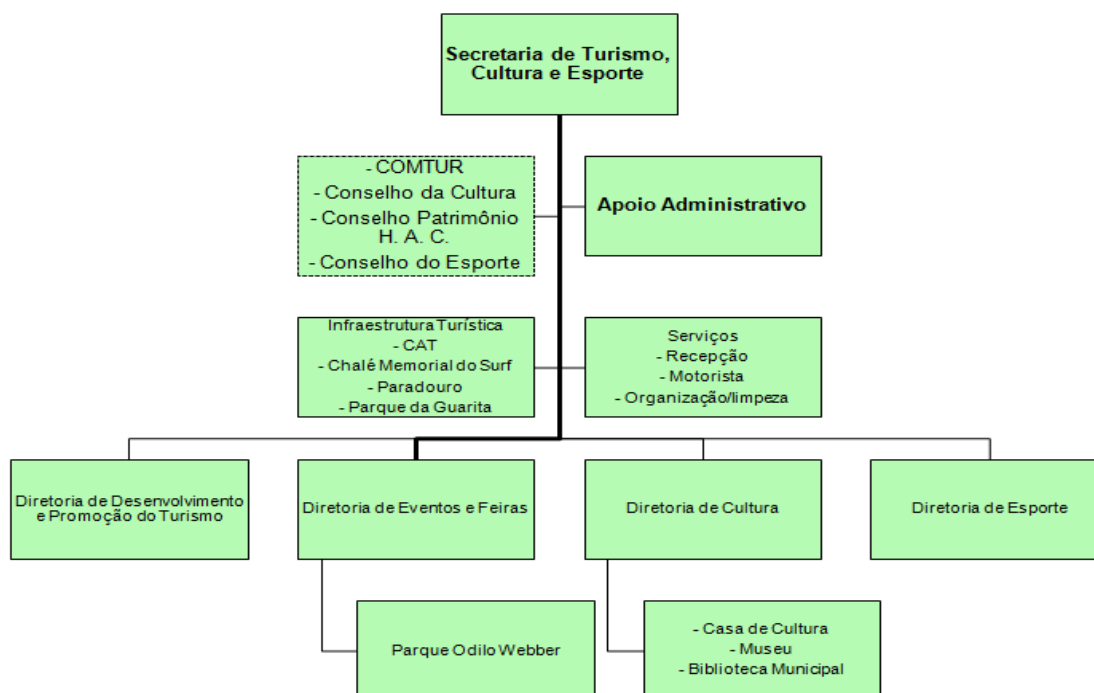 Secretaria de Turismo,
Cultura e Esporte
- COMTUR
- Conselho da Cultura
- Conselho Patrimônio
H. A. C.
- Conselho do Esporte
Apoio Administrativo
Infraestrutura Turística
- CAT
- Chalé Memorial do Surf
- Paradouro
- Parque da Guarita
Serviços
- Recepção
- Motorista
- Organização/limpeza
Diretoria de Desenvolvimento
e Promoção do Turismo
Diretoria de Eventos e Feiras
Diretoria de Cultura
Diretoria de Esporte
Parque Odilo Webber
- Casa de Cultura
- Museu
- Biblioteca Municipal